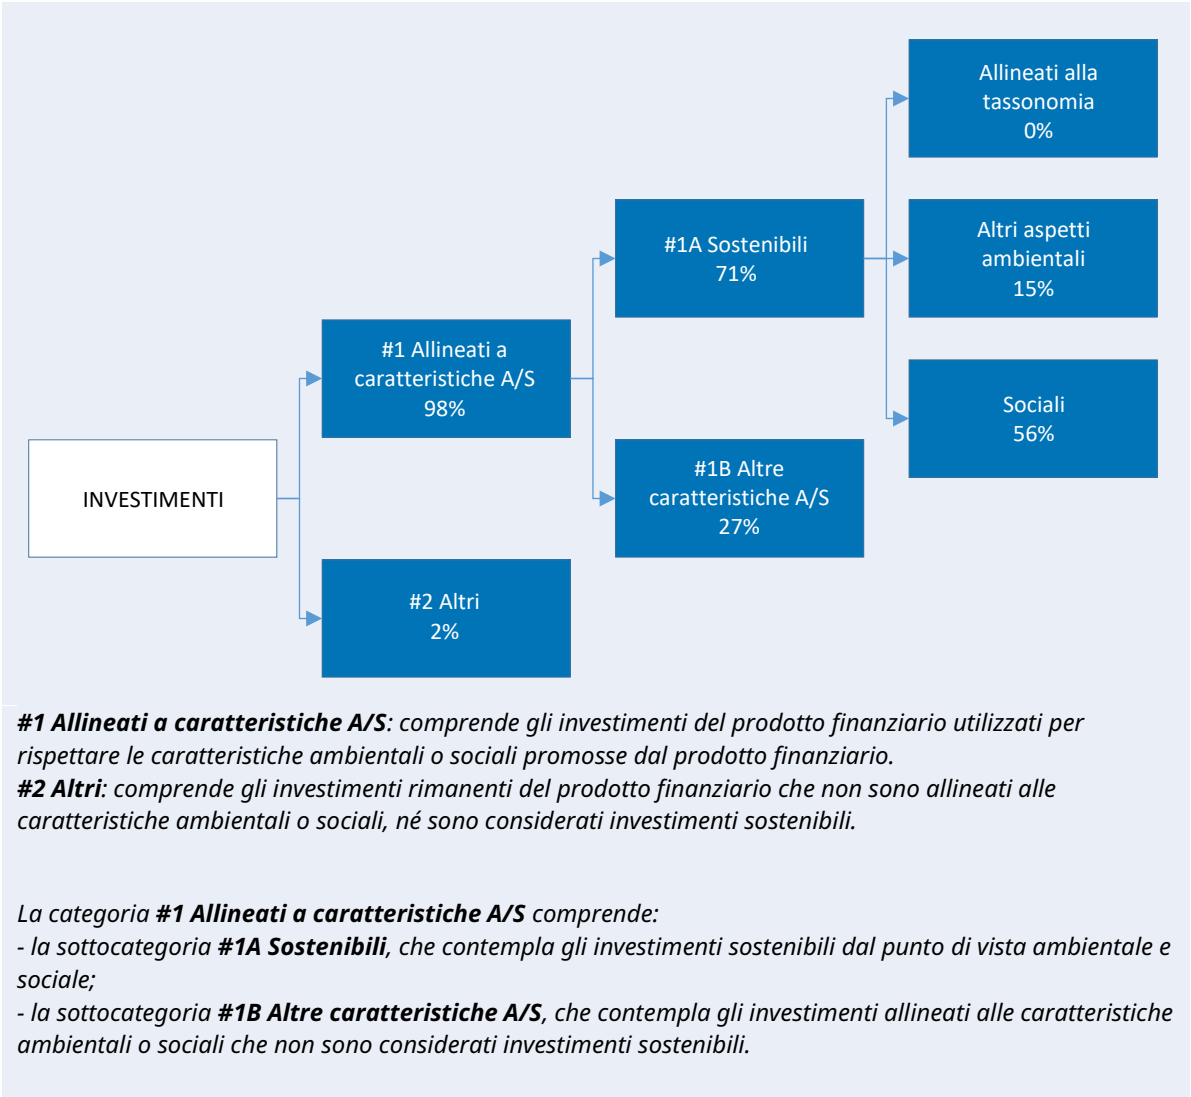 Allineati alla
tassonomia
0%
#1A Sostenibili
71%
Altri aspetti
ambientali
15%
#1 Allineati a
caratteristiche A/S
98%
Sociali
56%
INVESTIMENTI
#1B Altre
caratteristiche A/S
27%
#2 Altri
2%
#1 Allineati a caratteristiche A/S: comprende gli investimenti del prodotto finanziario utilizzati per
rispettare le caratteristiche ambientali o sociali promosse dal prodotto finanziario.
#2 Altri: comprende gli investimenti rimanenti del prodotto finanziario che non sono allineati alle
caratteristiche ambientali o sociali, né sono considerati investimenti sostenibili.
La categoria #1 Allineati a caratteristiche A/S comprende:
- la sottocategoria #1A Sostenibili, che contempla gli investimenti sostenibili dal punto di vista ambientale e
sociale;
- la sottocategoria #1B Altre caratteristiche A/S, che contempla gli investimenti allineati alle caratteristiche
ambientali o sociali che non sono considerati investimenti sostenibili.